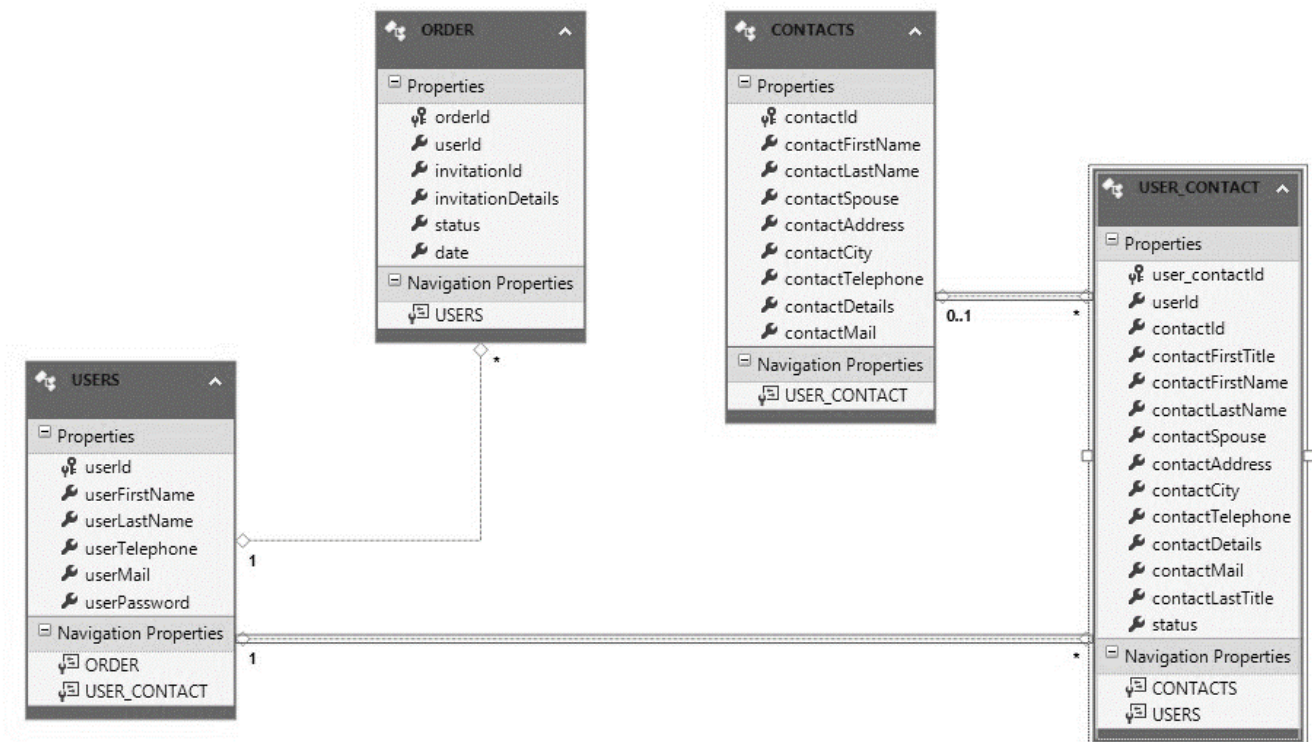 ORDER
Properties
orderId
userId
invitationId
invitationDetails
status
date
Navigation Properties
USERS
*
CONTACTS
Properties
contactId
contactFirstName
contactLastName
contactSpouse
contactAddress
contactCity
contactTelephone
contactDetails
contactMail
Navigation Properties
USER_CONTACT
0..1
*
USER_CONTACT
Properties
user_contactId
userId
contactId
contactFirstTitle
contactFirstName
contactLastName
contactSpouse
contactAddress
contactCity
contactTelephone
contactDetails
contactMail
contactLastTitle
status
Navigation Properties
CONTACTS
USERS
USERS
Properties
userId
userFirstName
userLastName
userTelephone
userMail
userPassword
Navigation Properties
ORDER
USER_CONTACT
1
1
*